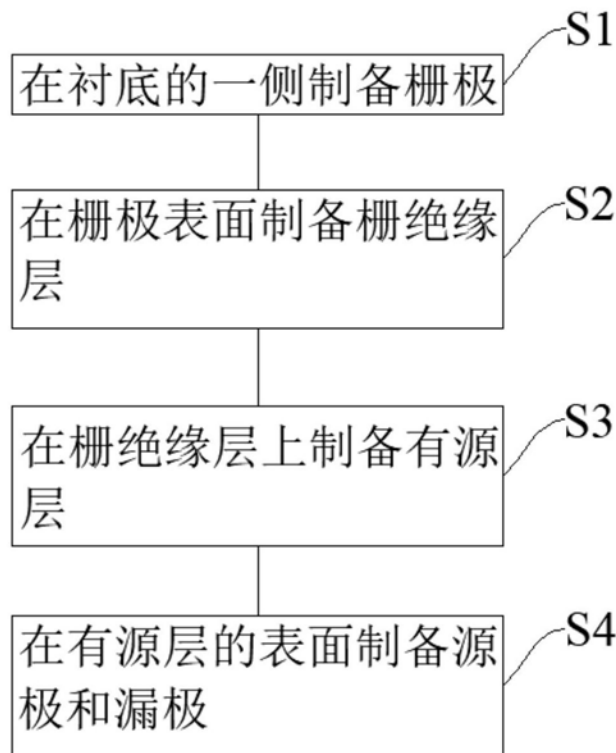 S1
在衬底的一侧制备栅极
S2
在栅极表面制备栅绝缘
层
S3
在栅绝缘层上制备有源
层
S4
在有源层的表面制备源
极和漏极